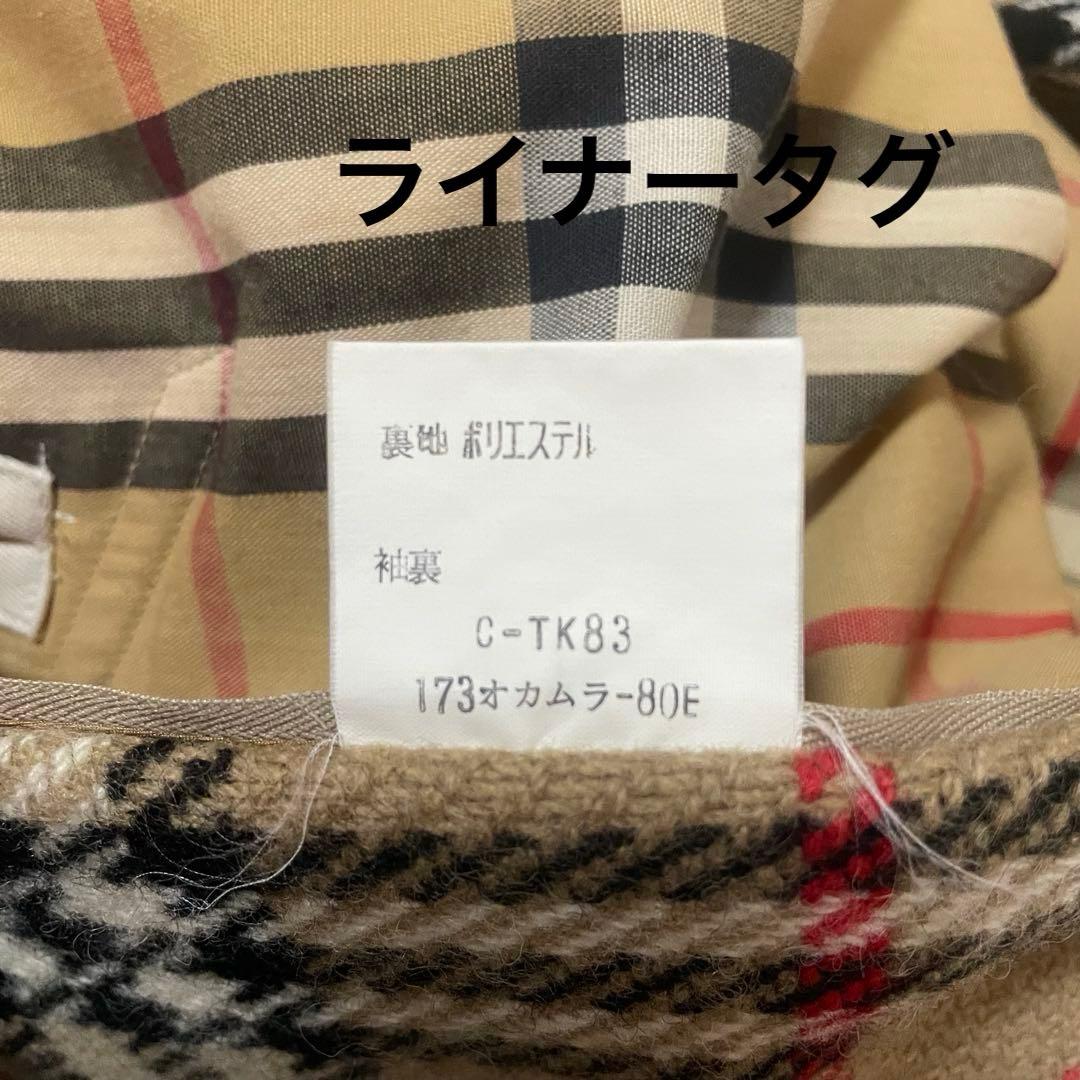 ライナータグ
裏地 ポリエステル
袖裏
C-TK83
173オカムラ-80E